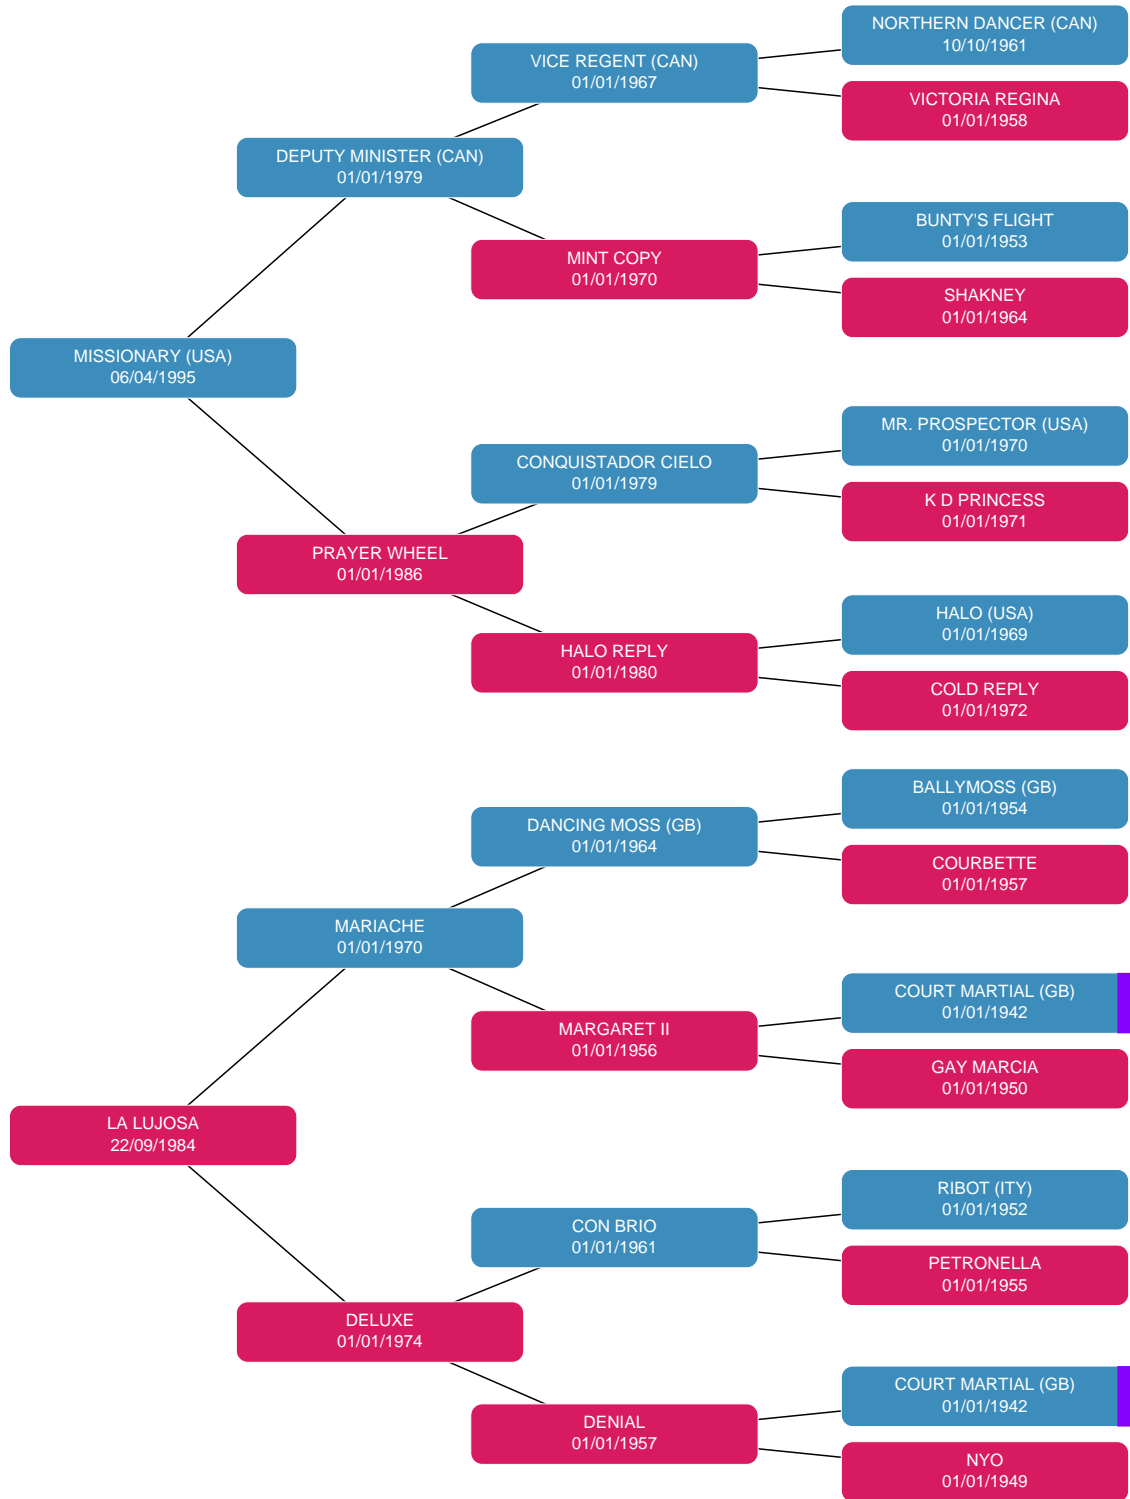 NORTHERN DANCER (CAN)
10/10/1961
VICE REGENT (CAN)
01/01/1967
VICTORIA REGINA
01/01/1958
DEPUTY MINISTER (CAN)
01/01/1979
BUNTY'S FLIGHT
01/01/1953
MINT COPY
01/01/1970
SHAKNEY
01/01/1964
MISSIONARY (USA)
06/04/1995
MR. PROSPECTOR (USA)
01/01/1970
CONQUISTADOR CIELO
01/01/1979
K D PRINCESS
01/01/1971
PRAYER WHEEL
01/01/1986
HALO (USA)
01/01/1969
HALO REPLY
01/01/1980
COLD REPLY
01/01/1972
BALLYMOSS (GB)
01/01/1954
DANCING MOSS (GB)
01/01/1964
COURBETTE
01/01/1957
MARIACHE
01/01/1970
COURT MARTIAL (GB)
01/01/1942
MARGARET II
01/01/1956
GAY MARCIA
01/01/1950
LA LUJOSA
22/09/1984
RIBOT (ITY)
01/01/1952
CON BRIO
01/01/1961
PETRONELLA
01/01/1955
DELUXE
01/01/1974
COURT MARTIAL (GB)
01/01/1942
DENIAL
01/01/1957
NYO
01/01/1949